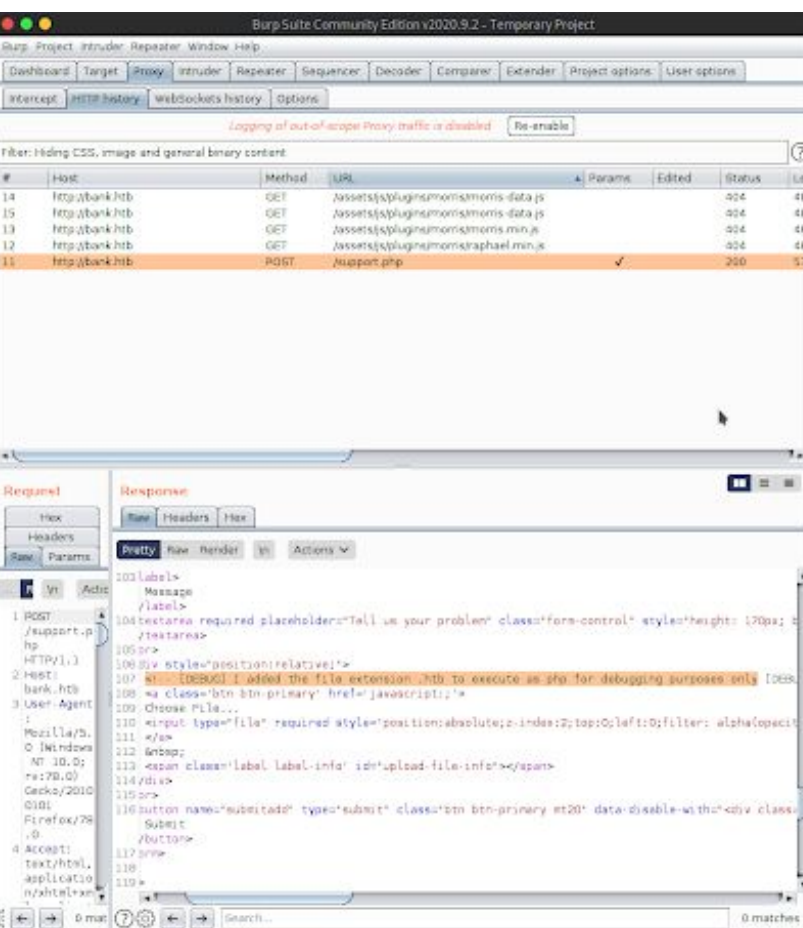 Burp Suite Community Edition v2020.9.2 - Temporary Project
Burp Project Intruder Repeater Window Help
Dashboard Target Proxy Intruder Repeater Sequencer Decoder Comparer Extender Project options User options
Intercept HTTP history WebSockets history Options
Logging of out-of-scope Proxy traffic is disabled Re-enable
Filter: Hiding CSS, image and general binary content
# Host Method URL Params Edited Status
14 http://bank.htb GET /assets/js/plugins/morris/morris-data.js 404
15 http://bank.htb GET /assets/js/plugins/morris/morris-data.js 404
13 http://bank.htb GET /assets/js/plugins/morris/morris.min.js 404
12 http://bank.htb GET /assets/js/plugins/morris/raphael.min.js 404
11 http://bank.htb POST /support.php ✓ 200
Request
Hex
Headers
Raw Params
\n
1 POST
/support.p
hp
HTTP/1.1
2 Host:
bank.htb
3 User-Agent
:
Mozilla/5.
0 (Windows
NT 10.0;
rv:78.0)
Gecko/2010
0101
Firefox/78
.0
4 Accept:
text/html,
applicatio
n/xhtml+xm
0 mat
Response
Raw Headers Hex
Pretty Raw Render \n Actions
103 label>
Message
/label>
104 textarea required placeholder="Tell us your problem" class="form-control" style="height: 170px;
/textarea>
105 or>
106 div style="position:relative;">
107 <!-- [DEBUG] I added the file extension .htb to execute as php for debugging purposes only [DEBU
108 <a class='btn btn-primary' href='javascript:;'>
109 Choose File...
110 <input type="file" required style='position:absolute;z-index:2;top:0;left:0;filter: alpha(opacit
111 </a>
112 &nbsp;
113 <span class='label label-info' id="upload-file-info"></span>
114 /div>
115 or>
116 button name="submitadd" type="submit" class="btn btn-primary mt20" data-disable-with="<div class=
Submit
/button>
117 orm>
118
119 >
Search...
0 matches